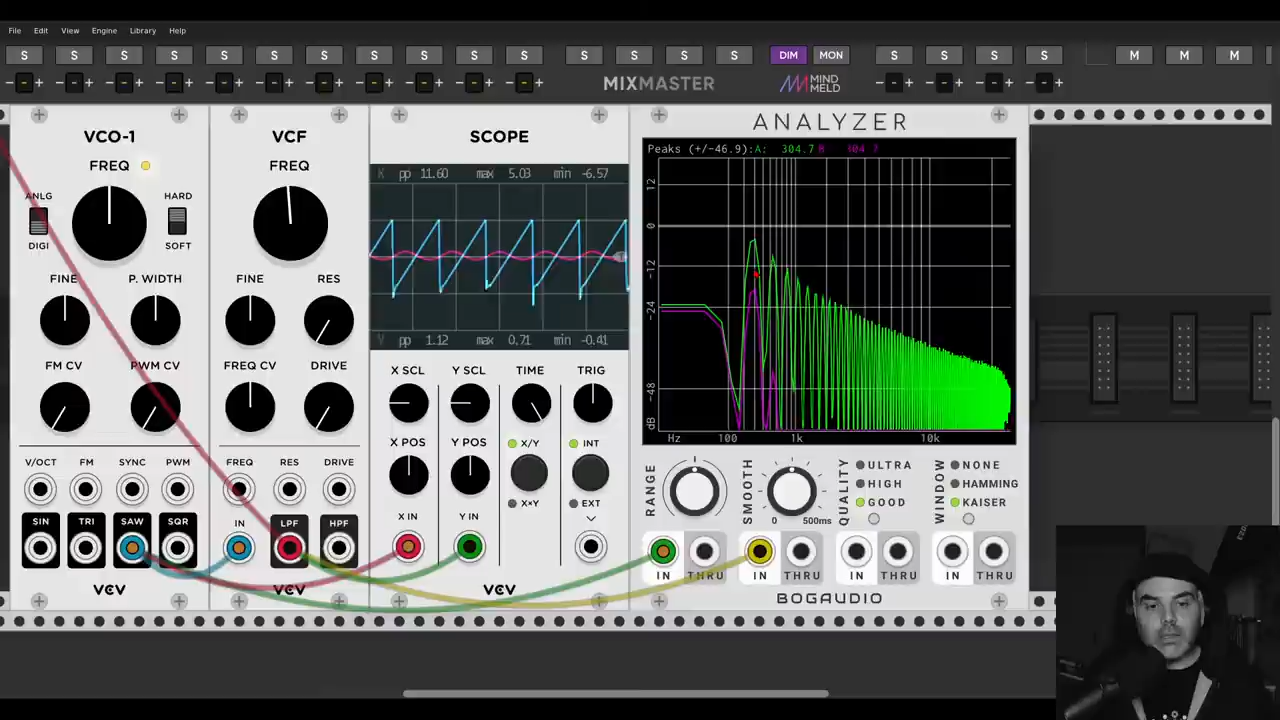 File Edit View Engine Library Help
S S S S S S S S S S S S S S S DIM MON S S S S M M M
- + - + - + - + - + - + - + - + - + - + - + MIXMASTER MIND MELD - + - + - + - +
VCO-1
FREQ
ANLG
DIGI
HARD
SOFT
FINE P. WIDTH
FM CV PWM CV
V/OCT FM SYNC PWM
SIN TRI SAW SQR
VCV
VCF
FREQ
FINE RES
FREQ CV DRIVE
FREQ RES DRIVE
IN LPF HPF
VCV
SCOPE
X pp 11.60 max 5.03 min -6.57
Y pp 1.12 max 0.71 min -0.41
X SCL Y SCL TIME TRIG
X POS Y POS X/Y INT
X×Y EXT
X IN Y IN
VCV
ANALYZER
Peaks (+/-46.9):A: 304.7
12
0
-12
-24
-48
dB
Hz 100 1k 10k
RANGE SMOOTH QUALITY WINDOW
0 500ms
ULTRA
HIGH
GOOD
NONE
HAMMING
KAISER
IN THRU IN THRU IN THRU IN THRU
BOGAUDIO